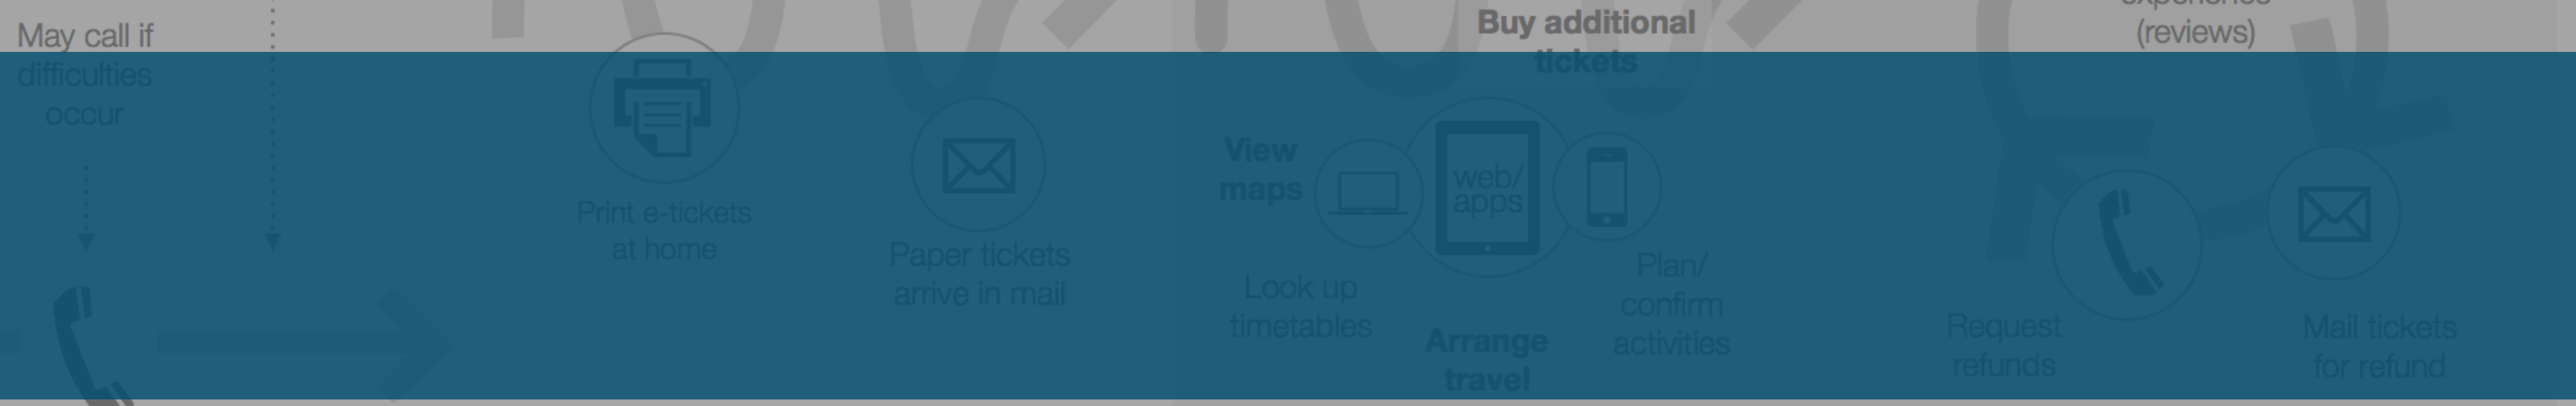 May call if
difficulties
occur
Print e-tickets
at home
Paper tickets
arrive in mail
Buy additional
tickets
View
maps
web/
apps
Look up
timetables
Arrange
travel
Plan/
confirm
activities
experience
(reviews)
Request
refunds
Mail tickets
for refund